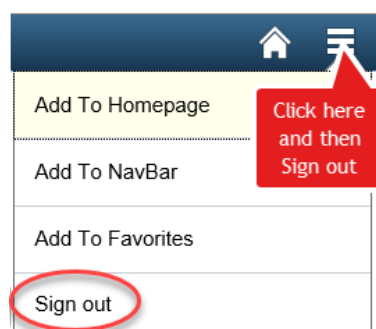 Add To Homepage
Click here
and then
Sign out
Add To NavBar
Add To Favorites
Sign out